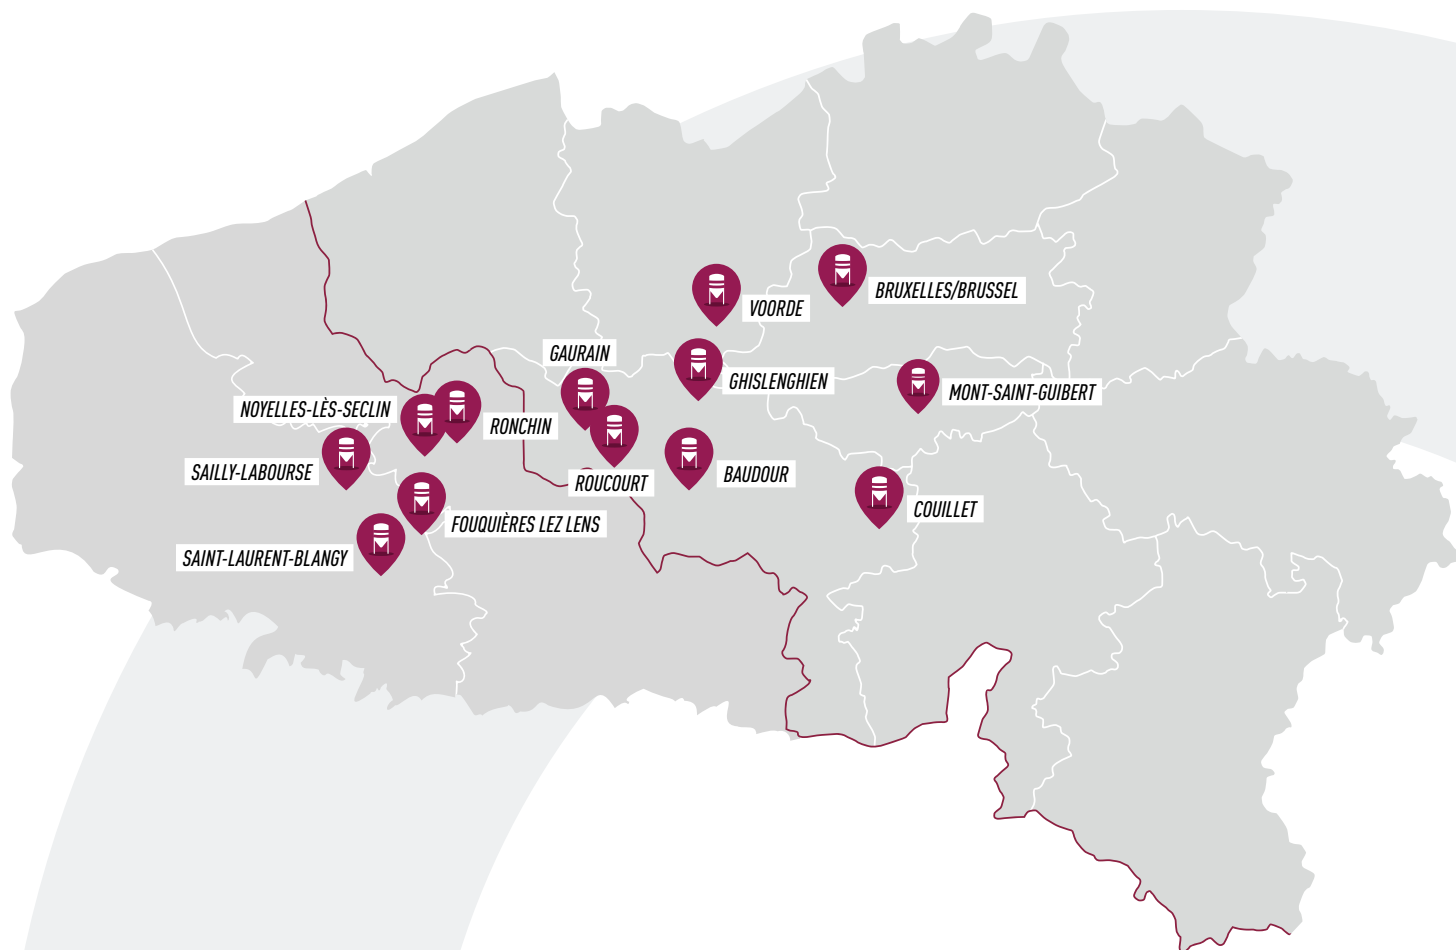 BRUXELLES/BRUSSEL
VOORDE
GAURAIN
GHISLENGHIEN
MONT-SAINT-GUIBERT
NOYELLES-LÈS-SECLIN
RONCHIN
SAILLY-LABOURSE
ROUCOURT
BAUDOUR
COUILLET
FOUQUIÈRES LEZ LENS
SAINT-LAURENT-BLANGY